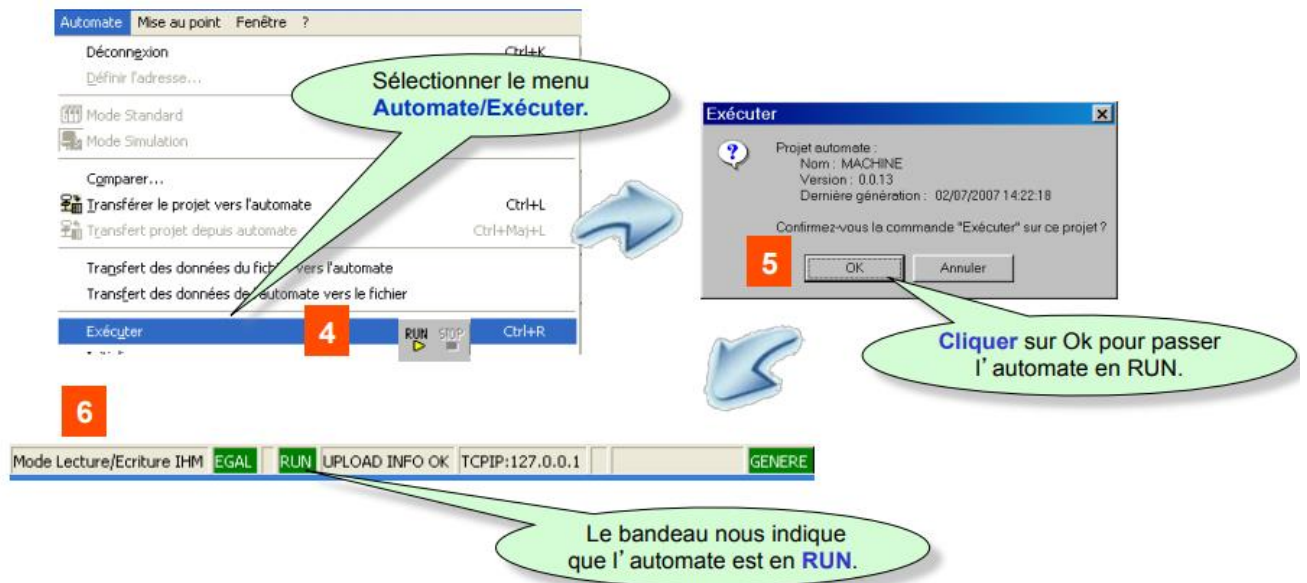 Automate Mise au point Fenêtre ?
Déconnexion Ctrl+K
Définir l'adresse...
Sélectionner le menu
Automate/Exécuter.
Mode Standard
Mode Simulation
Comparer...
Transférer le projet vers l'automate Ctrl+L
Transfert projet depuis automate Ctrl+Maj+L
Transfert des données du fichier vers l'automate
Transfert des données de l'automate vers le fichier
Exécuter 4 RUN STOP Ctrl+R
Exécuter
Projet automate :
Nom : MACHINE
Version : 0.0.13
Dernière génération : 02/07/2007 14:22:18
Confirmez-vous la commande "Exécuter" sur ce projet ?
5 OK Annuler
Cliquer sur Ok pour passer
l'automate en RUN.
6
Mode Lecture/Ecriture IHM EGAL RUN UPLOAD INFO OK TCPIP:127.0.0.1 GENERE
Le bandeau nous indique
que l'automate est en RUN.